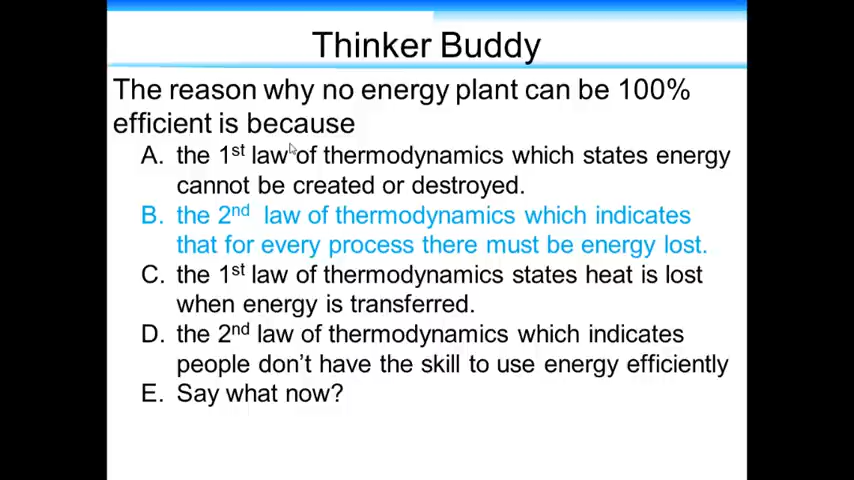 Thinker Buddy
The reason why no energy plant can be 100%
efficient is because
A. the 1st law of thermodynamics which states energy
cannot be created or destroyed.
B. the 2nd law of thermodynamics which indicates
that for every process there must be energy lost.
C. the 1st law of thermodynamics states heat is lost
when energy is transferred.
D. the 2nd law of thermodynamics which indicates
people don't have the skill to use energy efficiently
E. Say what now?